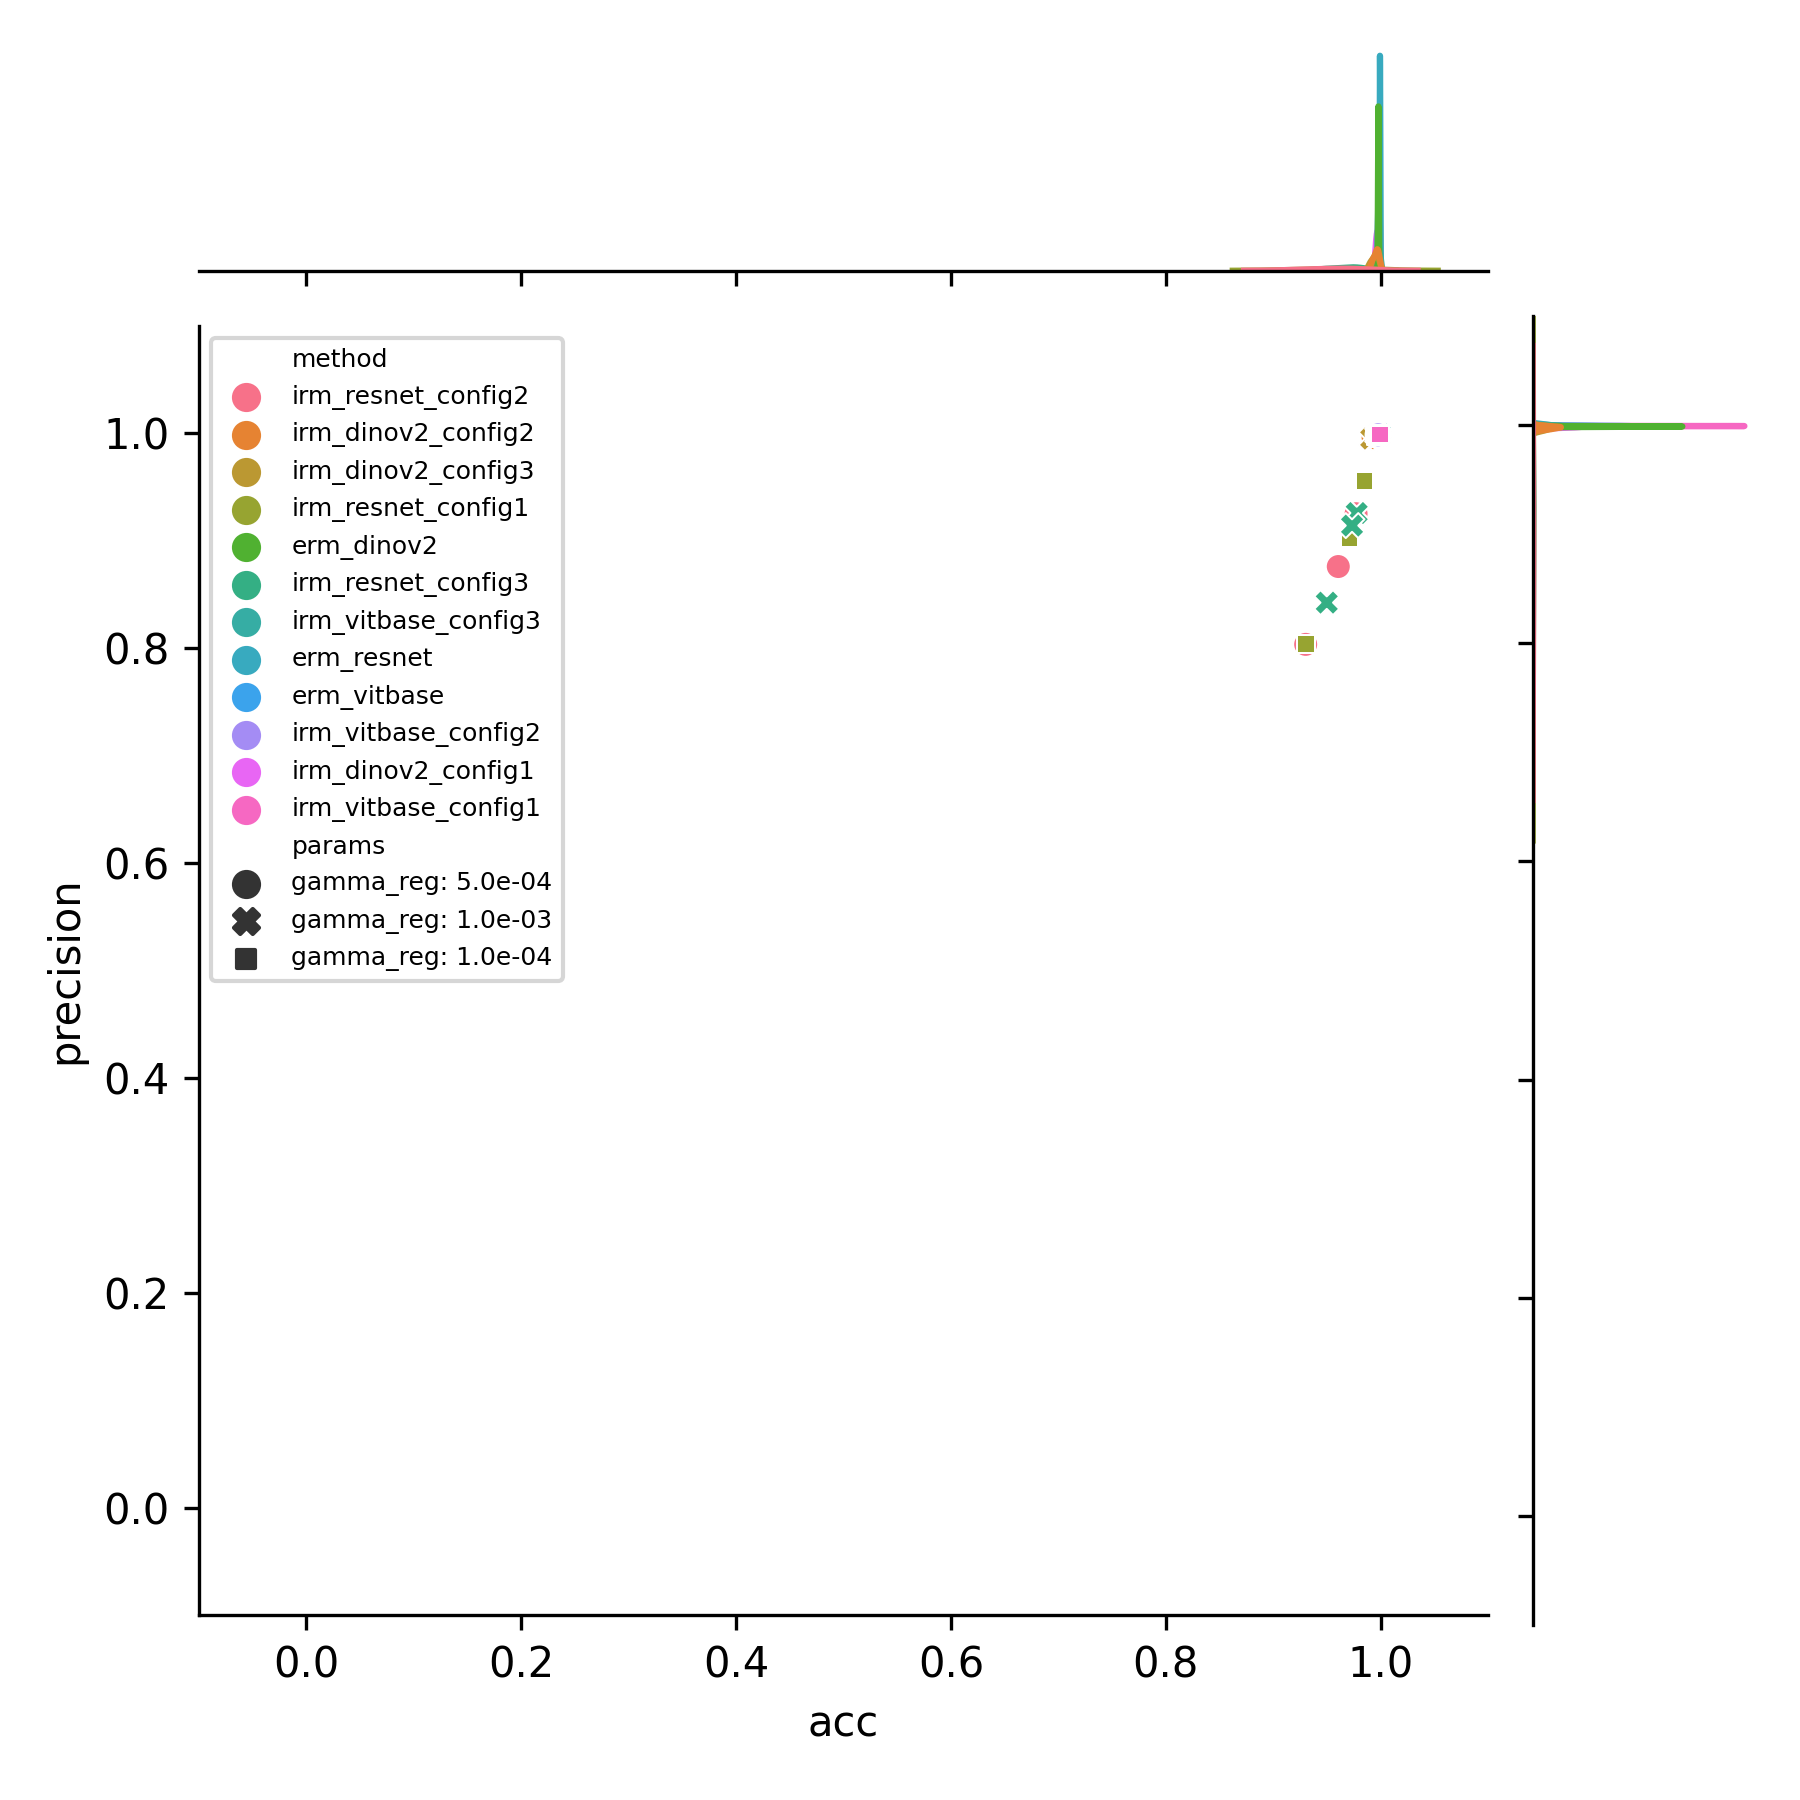 method
irm_resnet_config2
irm_dinov2_config2
irm_dinov2_config3
irm_resnet_config1
erm_dinov2
irm_resnet_config3
irm_vitbase_config3
erm_resnet
erm_vitbase
irm_vitbase_config2
irm_dinov2_config1
irm_vitbase_config1
params
gamma_reg: 5.0e-04
gamma_reg: 1.0e-03
gamma_reg: 1.0e-04
precision
1.0
0.8
0.6
0.4
0.2
0.0
0.0 0.2 0.4 0.6 0.8 1.0
acc